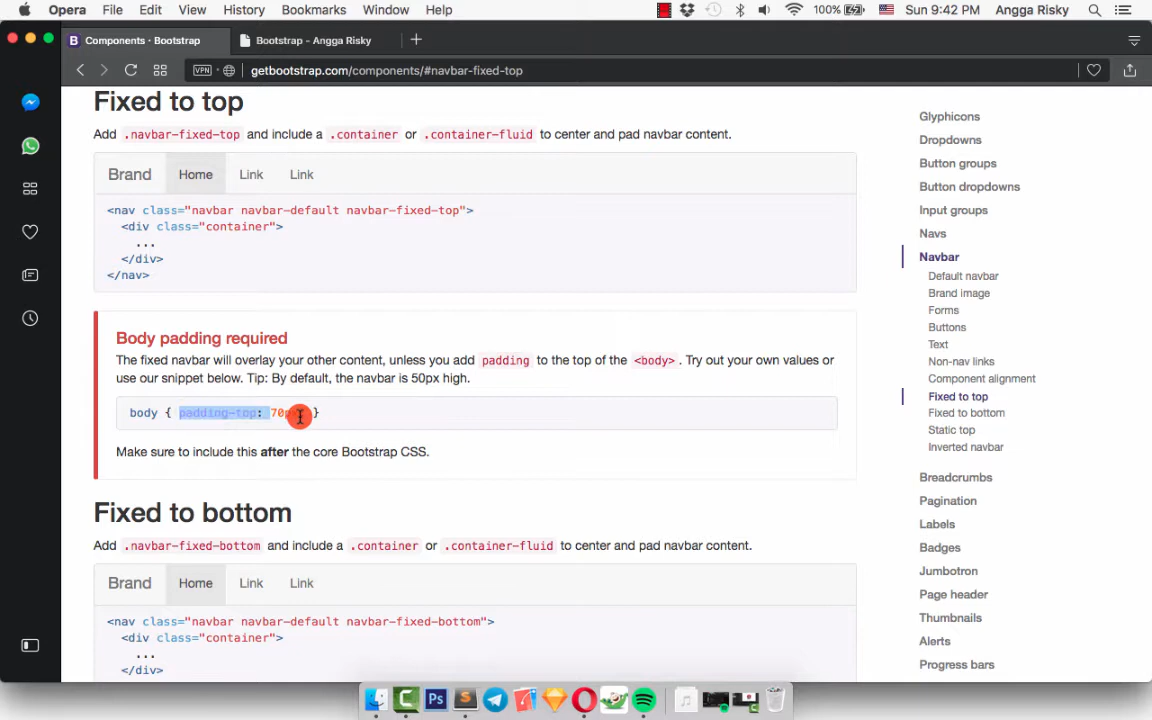 Opera File Edit View History Bookmarks Window Help 100% Sun 9:42 PM Angga Risky
Components · Bootstrap Bootstrap - Angga Risky
VPN getbootstrap.com/components/#navbar-fixed-top
Fixed to top
Add .navbar-fixed-top and include a .container or .container-fluid to center and pad navbar content.
Brand Home Link Link
<nav class="navbar navbar-default navbar-fixed-top">
<div class="container">
...
</div>
</nav>
Body padding required
The fixed navbar will overlay your other content, unless you add padding to the top of the <body>. Try out your own values or
use our snippet below. Tip: By default, the navbar is 50px high.
body { padding-top: }
Make sure to include this after the core Bootstrap CSS.
Fixed to bottom
Add .navbar-fixed-bottom and include a .container or .container-fluid to center and pad navbar content.
Brand Home Link Link
<nav class="navbar navbar-default navbar-fixed-bottom">
<div class="container">
...
</div>
Glyphicons
Dropdowns
Button groups
Button dropdowns
Input groups
Navs
Navbar
Default navbar
Brand image
Forms
Buttons
Text
Non-nav links
Component alignment
Fixed to top
Fixed to bottom
Static top
Inverted navbar
Breadcrumbs
Pagination
Labels
Badges
Jumbotron
Page header
Thumbnails
Alerts
Progress bars
Ps